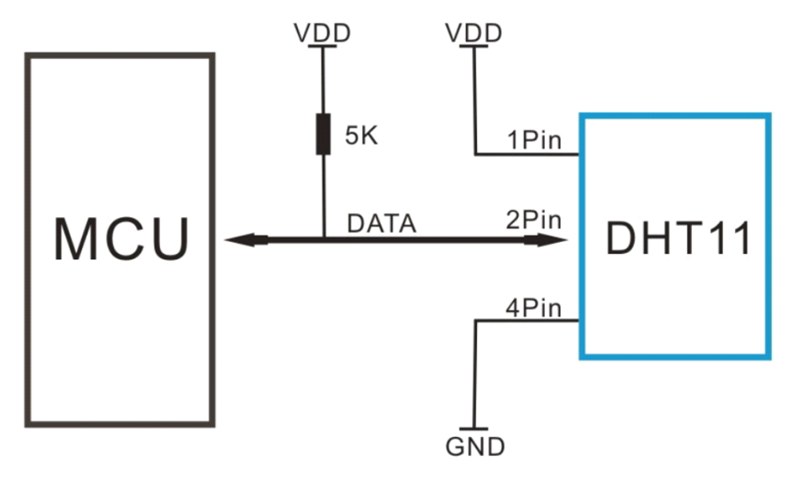 VDD
VDD
5K
1Pin
MCU
DATA
2Pin
DHT11
4Pin
GND